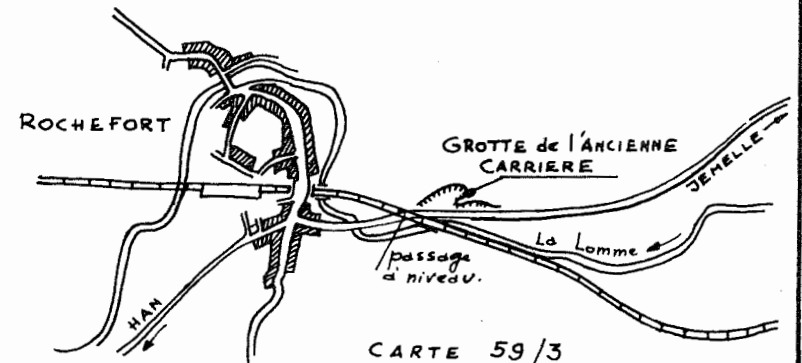 ROCHEFORT
GROTTE de l'ANCIENNE
CARRIERE
JEMELLE
La Lomme
passage
à niveau.
HAN
CARTE 59/3